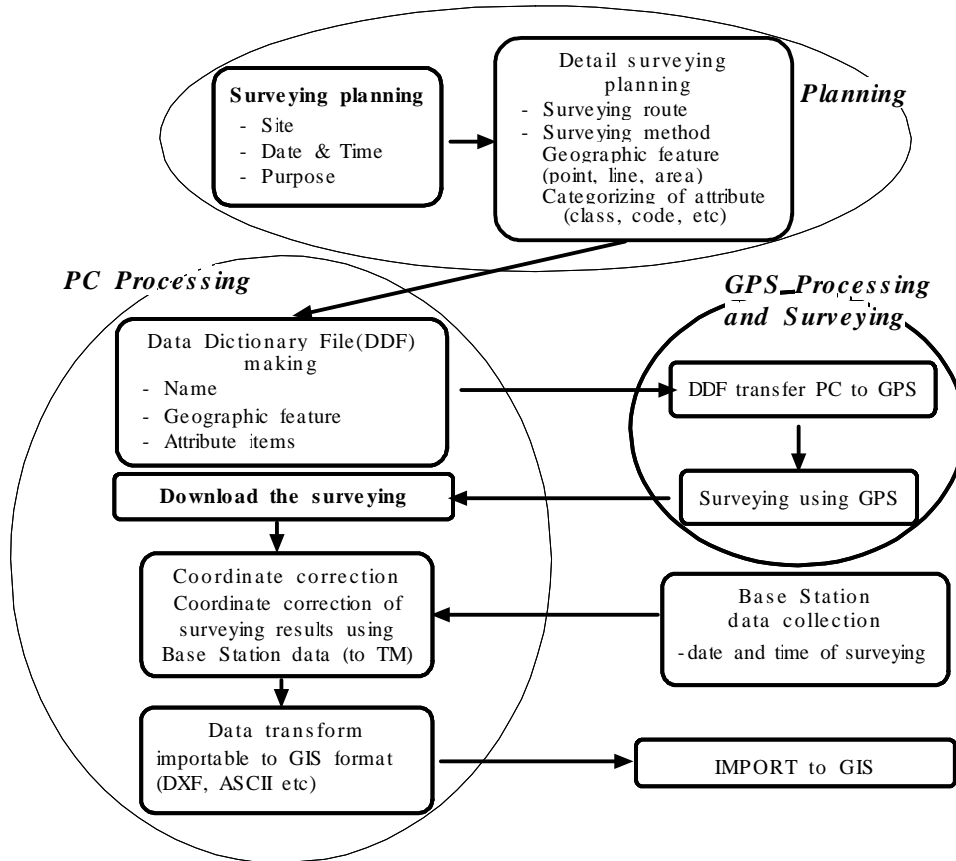 Planning
Surveying planning
- Site
- Date & Time
- Purpose
Detail surveying
planning
- Surveying route
- Surveying method
Geographic feature
(point, line, area)
Categorizing of attribute
(class, code, etc)
PC Processing
Data Dictionary File(DDF)
making
- Name
- Geographic feature
- Attribute items
GPS Processing
and Surveying
DDF transfer PC to GPS
Surveying using GPS
Download the surveying
Coordinate correction
Coordinate correction of
surveying results using
Base Station data (to TM)
Base Station
data collection
-date and time of surveying
Data transform
importable to GIS format
(DXF, ASCII etc)
IMPORT to GIS